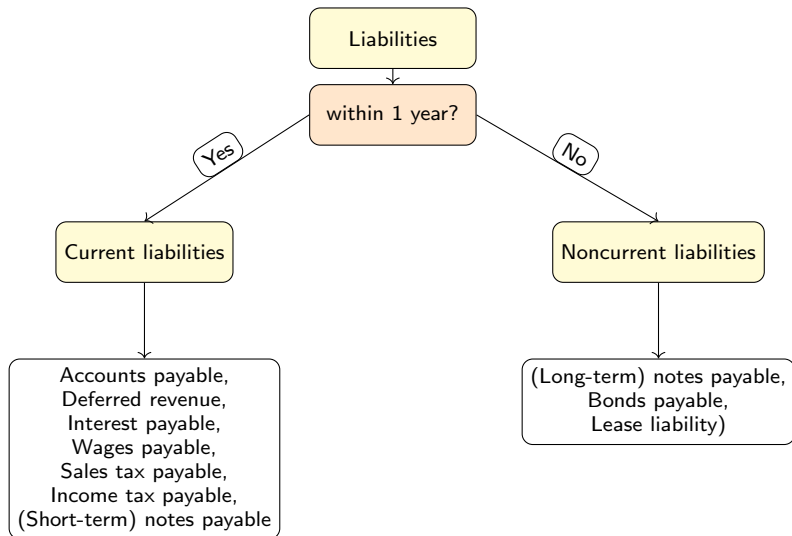 Liabilities
within 1 year?
Yes
No
Current liabilities
Noncurrent liabilities
Accounts payable,
Deferred revenue,
Interest payable,
Wages payable,
Sales tax payable,
Income tax payable,
(Short-term) notes payable
(Long-term) notes payable,
Bonds payable,
Lease liability)